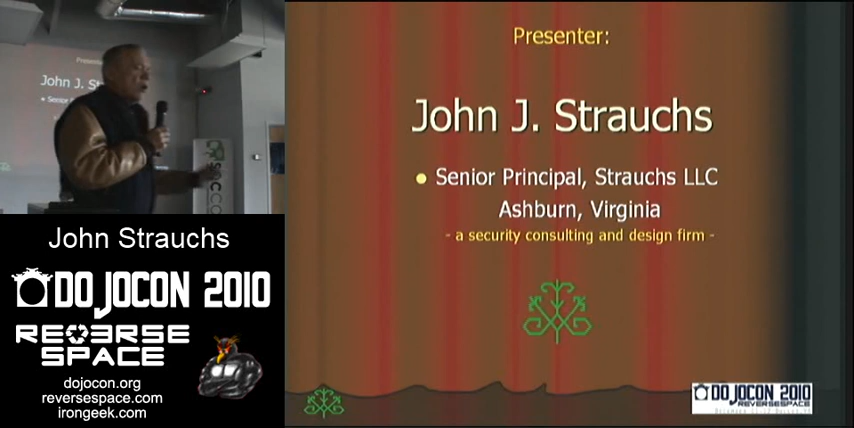 Presenter:
John J. Strauchs
• Senior Principal, Strauchs LLC
Ashburn, Virginia
- a security consulting and design firm -
John Strauchs
DOJOCON 2010
REVERSE
SPACE
dojocon.org
reversespace.com
irongeek.com
DOJOCON 2010
REVERSESPACE